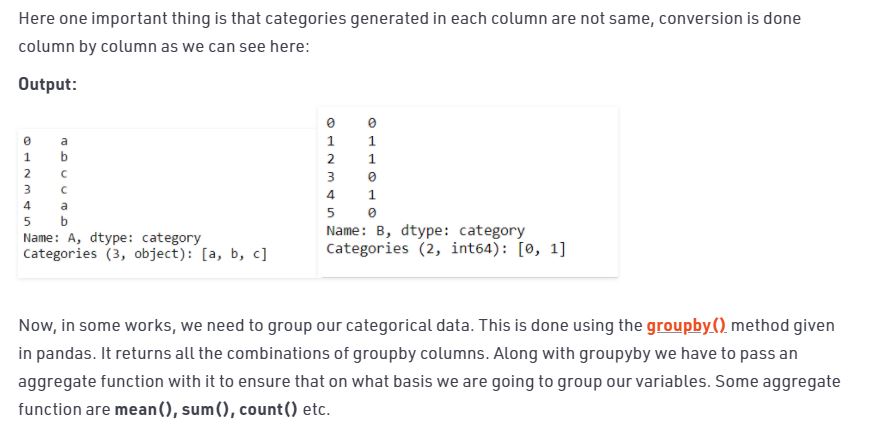 Here one important thing is that categories generated in each column are not same, conversion is done
column by column as we can see here:
Output:
0 a
1 b
2 c
3 c
4 a
5 b
Name: A, dtype: category
Categories (3, object): [a, b, c]
0 0
1 1
2 1
3 0
4 1
5 0
Name: B, dtype: category
Categories (2, int64): [0, 1]
Now, in some works, we need to group our categorical data. This is done using the groupby() method given
in pandas. It returns all the combinations of groupby columns. Along with groupyby we have to pass an
aggregate function with it to ensure that on what basis we are going to group our variables. Some aggregate
function are mean(), sum(), count() etc.